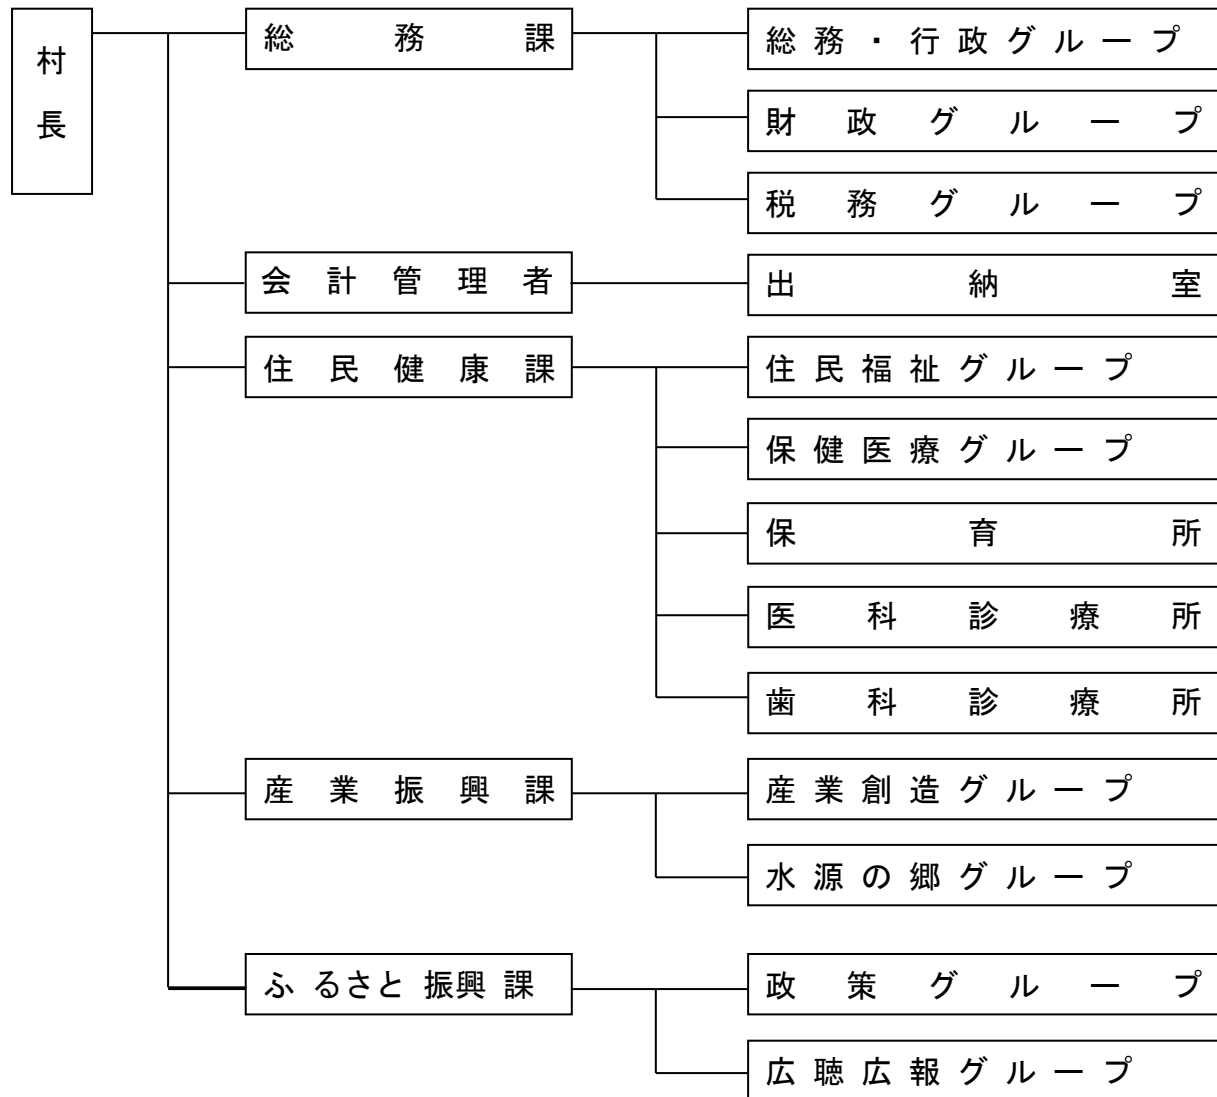 村長
総務課
総務・行政グループ
財政グループ
税務グループ
会計管理者
出納室
住民健康課
住民福祉グループ
保健医療グループ
保育所
医科診療所
歯科診療所
産業振興課
産業創造グループ
水源の郷グループ
ふるさと振興課
政策グループ
広聴広報グループ